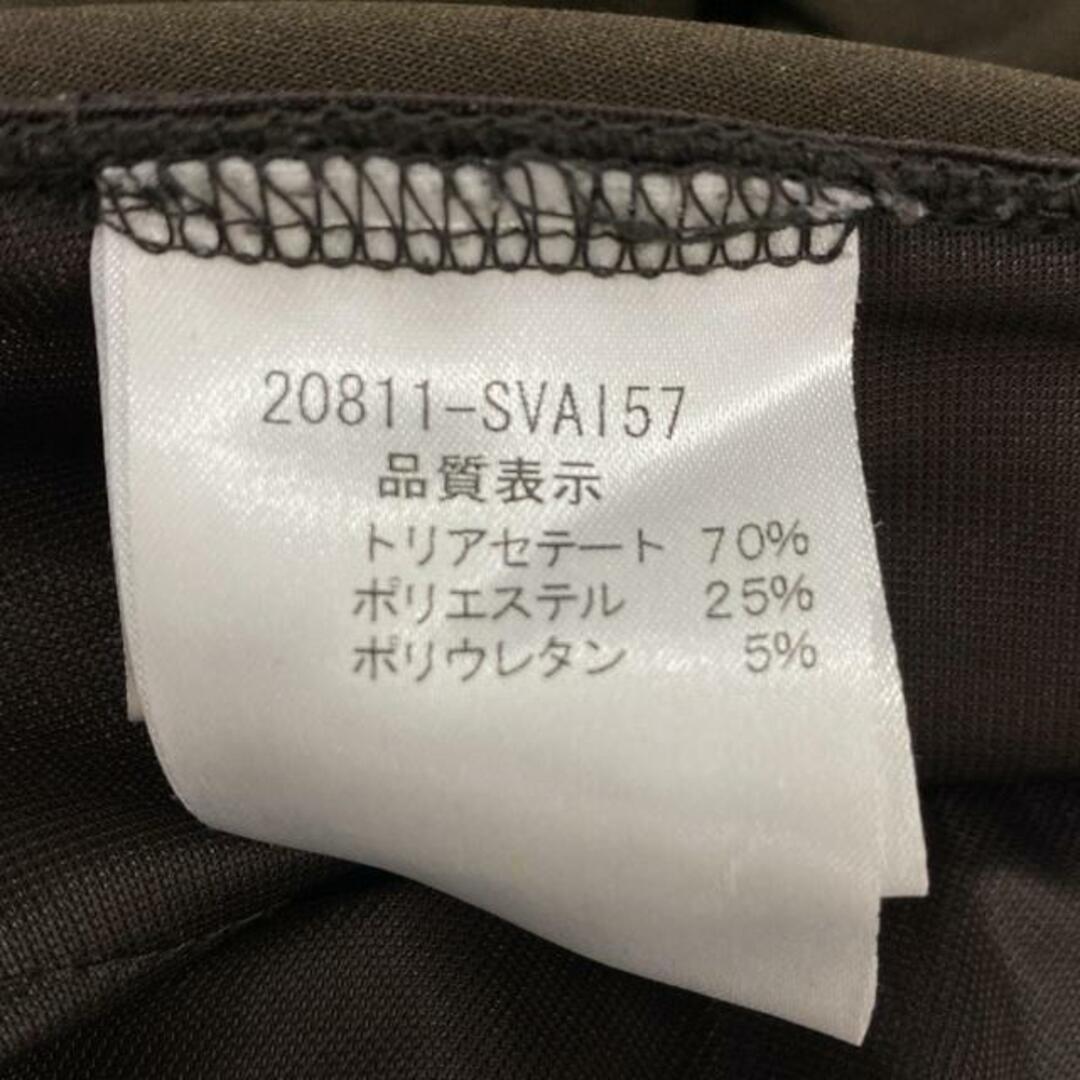 20811-SVAI57
品質表示
トリアセテート 70%
ポリエステル 25%
ポリウレタン 5%